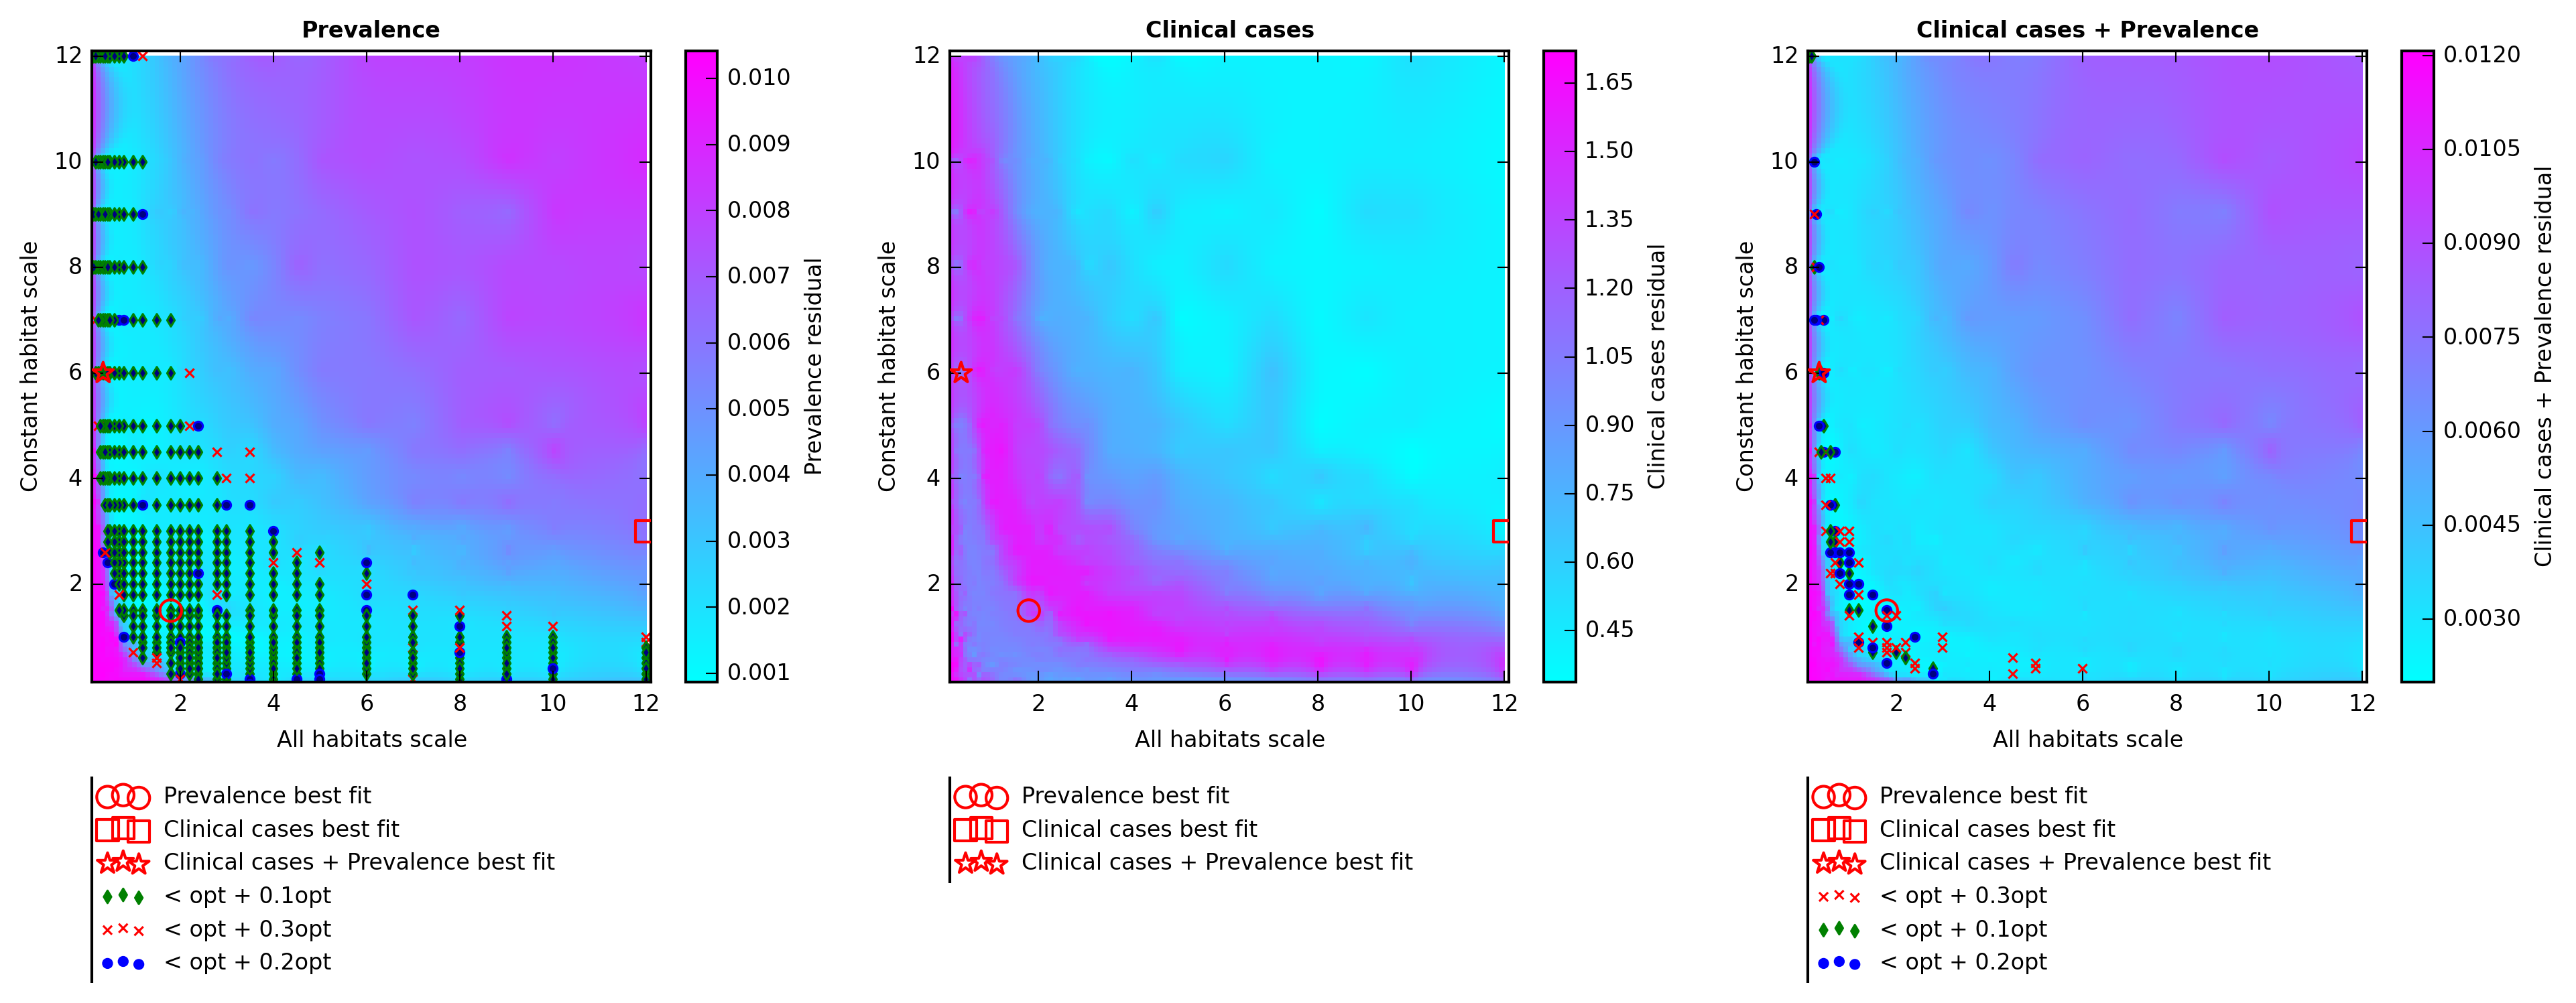 Prevalence
12
10
8
6
4
2
2 4 6 8 10 12
Constant habitat scale
All habitats scale
0.010
0.009
0.008
0.007
0.006
0.005
0.004
0.003
0.002
0.001
Prevalence residual
Prevalence best fit
Clinical cases best fit
Clinical cases + Prevalence best fit
< opt + 0.1opt
< opt + 0.3opt
< opt + 0.2opt
Clinical cases
12
10
8
6
4
2
2 4 6 8 10 12
Constant habitat scale
All habitats scale
1.65
1.50
1.35
1.20
1.05
0.90
0.75
0.60
0.45
Clinical cases residual
Prevalence best fit
Clinical cases best fit
Clinical cases + Prevalence best fit
Clinical cases + Prevalence
12
10
8
6
4
2
2 4 6 8 10 12
Constant habitat scale
All habitats scale
0.0120
0.0105
0.0090
0.0075
0.0060
0.0045
0.0030
Clinical cases + Prevalence residual
Prevalence best fit
Clinical cases best fit
Clinical cases + Prevalence best fit
< opt + 0.3opt
< opt + 0.1opt
< opt + 0.2opt